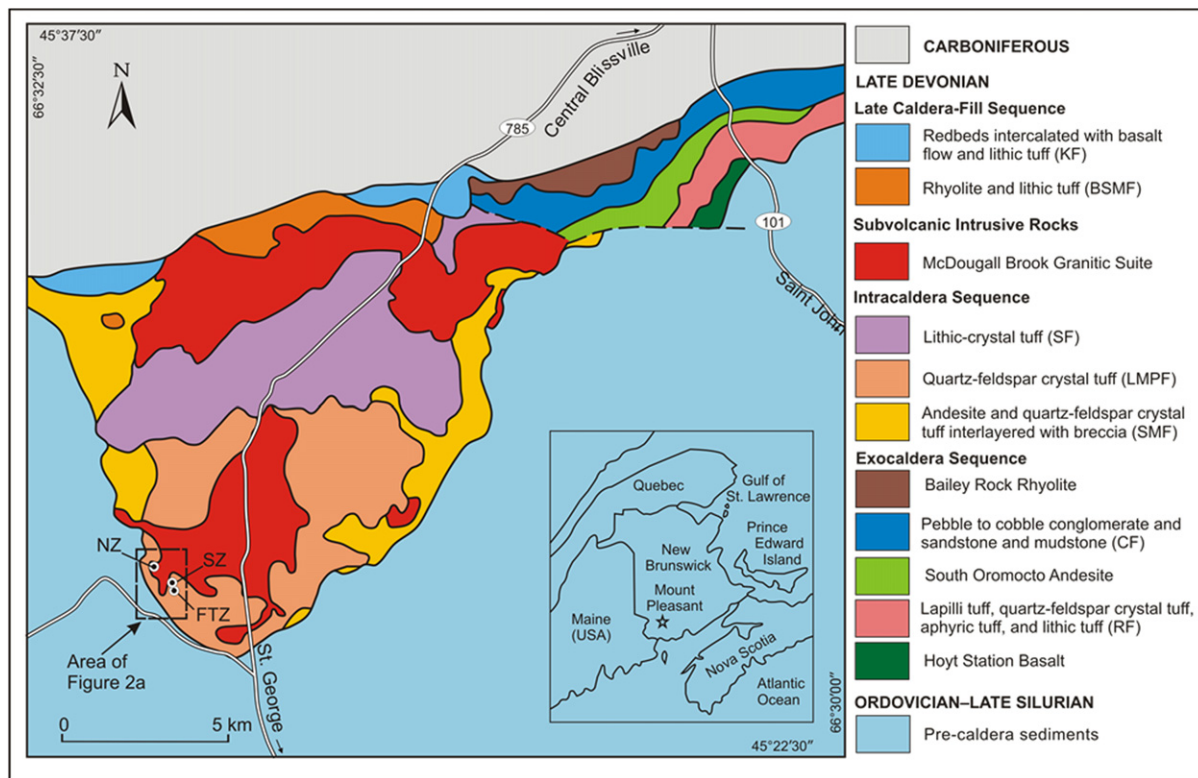 45°37′30″
66°32′30″
N
785
Central Blissville
101
Saint John
NZ
SZ
FTZ
Area of
Figure 2a
St. George
0
5 km
Quebec
Gulf of
St. Lawrence
Prince
Edward
Island
New
Brunswick
Mount
Pleasant
Maine
(USA)
Nova Scotia
Atlantic
Ocean
66°30′00″
45°22′30″
CARBONIFEROUS
LATE DEVONIAN
Late Caldera-Fill Sequence
Redbeds intercalated with basalt
flow and lithic tuff (KF)
Rhyolite and lithic tuff (BSMF)
Subvolcanic Intrusive Rocks
McDougall Brook Granitic Suite
Intracaldera Sequence
Lithic-crystal tuff (SF)
Quartz-feldspar crystal tuff (LMPF)
Andesite and quartz-feldspar crystal
tuff interlayered with breccia (SMF)
Exocaldera Sequence
Bailey Rock Rhyolite
Pebble to cobble conglomerate and
sandstone and mudstone (CF)
South Oromocto Andesite
Lapilli tuff, quartz-feldspar crystal tuff,
aphyric tuff, and lithic tuff (RF)
Hoyt Station Basalt
ORDOVICIAN–LATE SILURIAN
Pre-caldera sediments